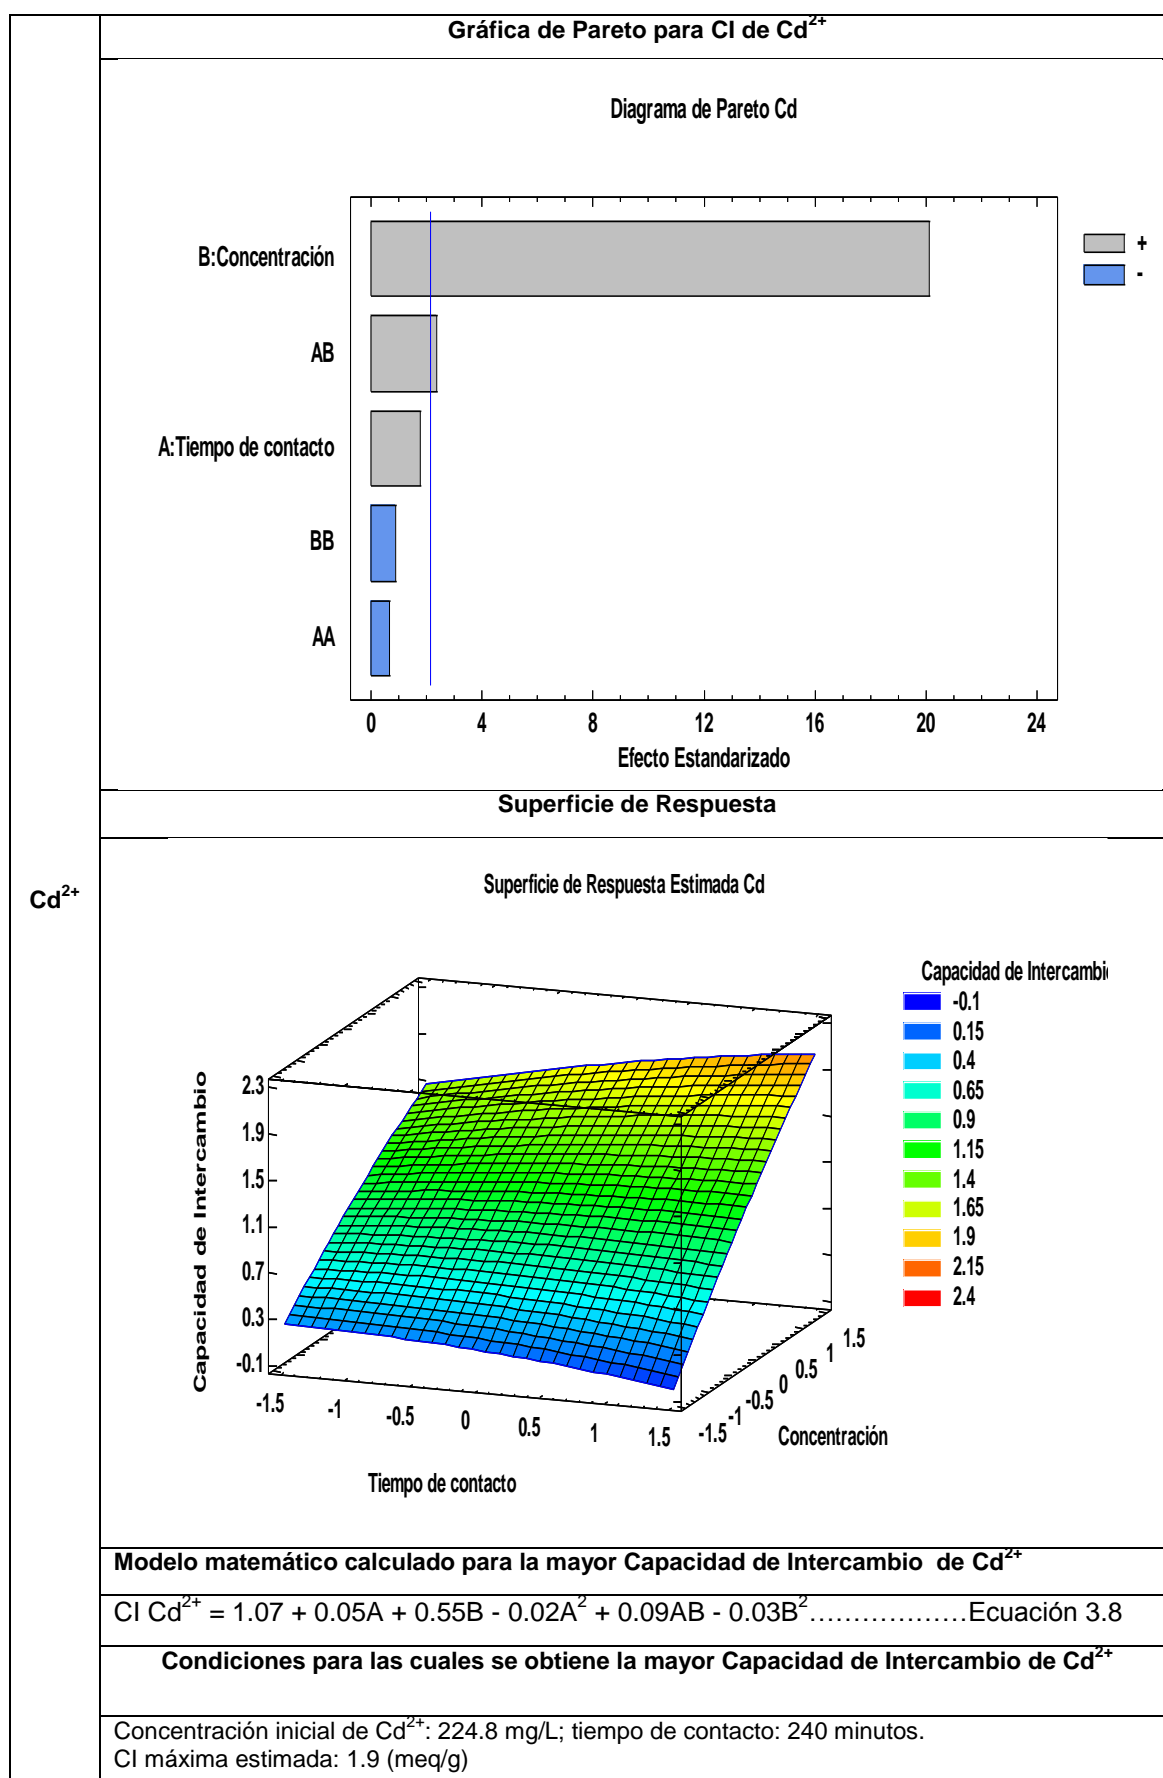 Gráfica de Pareto para CI de Cd²⁺
Diagrama de Pareto Cd
B:Concentración
AB
A:Tiempo de contacto
BB
AA
+
-
0 4 8 12 16 20 24
Efecto Estandarizado
Superficie de Respuesta
Cd²⁺
Superficie de Respuesta Estimada Cd
Capacidad de Intercambi
-0.1
0.15
0.4
0.65
0.9
1.15
1.4
1.65
1.9
2.15
2.4
Capacidad de Intercambio
2.3
1.9
1.5
1.1
0.7
0.3
-0.1
-1.5 -1 -0.5 0 0.5 1 1.5
Tiempo de contacto
-1.5 -1 -0.5 0 0.5 1 1.5
Concentración
Modelo matemático calculado para la mayor Capacidad de Intercambio de Cd²⁺
CI Cd²⁺ = 1.07 + 0.05A + 0.55B - 0.02A² + 0.09AB - 0.03B²………………Ecuación 3.8
Condiciones para las cuales se obtiene la mayor Capacidad de Intercambio de Cd²⁺
Concentración inicial de Cd²⁺: 224.8 mg/L; tiempo de contacto: 240 minutos.
CI máxima estimada: 1.9 (meq/g)